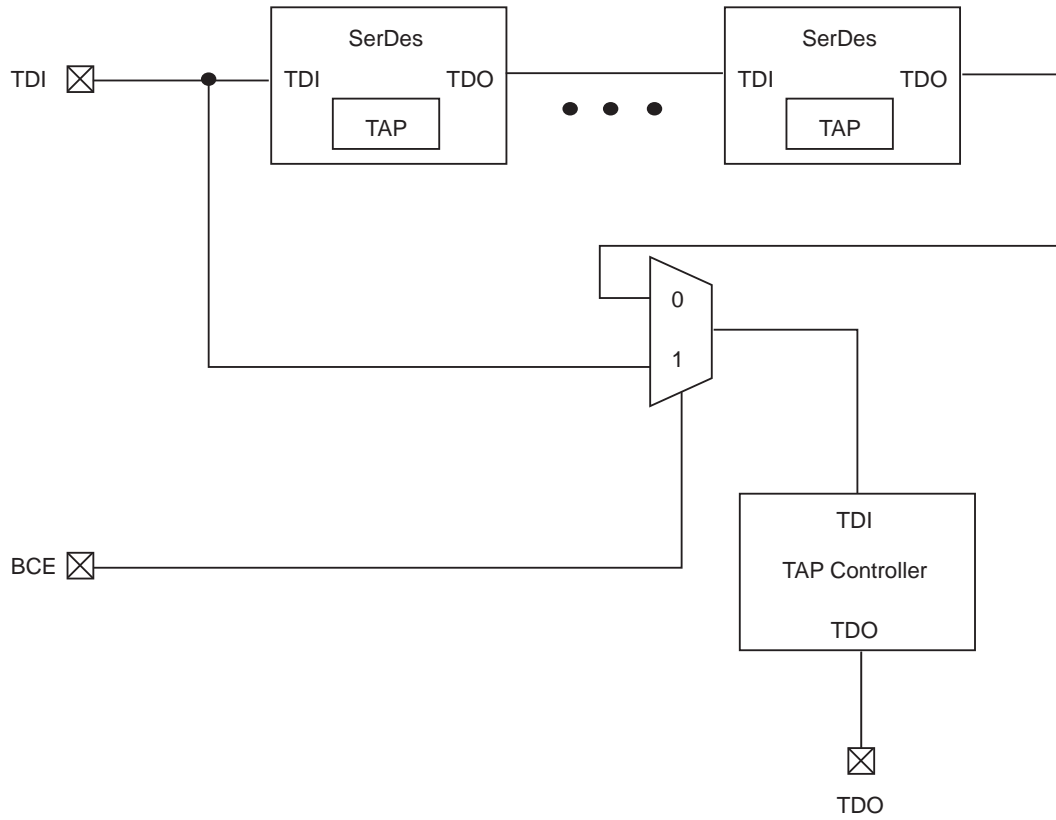 SerDes
SerDes
TDI
TDI
TDO
TDI
TDO
TAP
TAP
0
1
TDI
BCE
TAP Controller
TDO
TDO